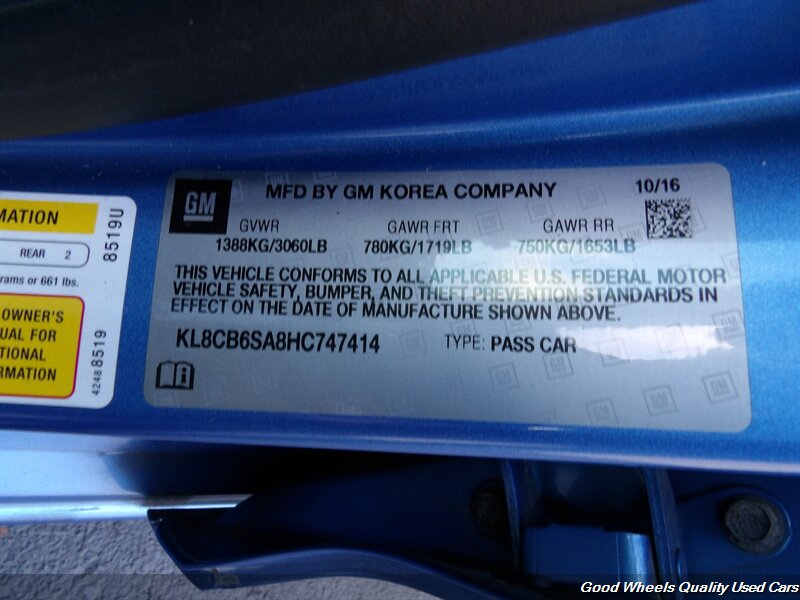 MATION
REAR 2
rams or 661 lbs.
OWNER'S
UAL FOR
TIONAL
RMATION
8519U
42488519
GM
MFD BY GM KOREA COMPANY
10/16
GVWR GAWR FRT GAWR RR
1388KG/3060LB 780KG/1719LB 750KG/1653LB
THIS VEHICLE CONFORMS TO ALL APPLICABLE U.S. FEDERAL MOTOR
VEHICLE SAFETY, BUMPER, AND THEFT PREVENTION STANDARDS IN
EFFECT ON THE DATE OF MANUFACTURE SHOWN ABOVE.
KL8CB6SA8HC747414 TYPE: PASS CAR
Good Wheels Quality Used Cars